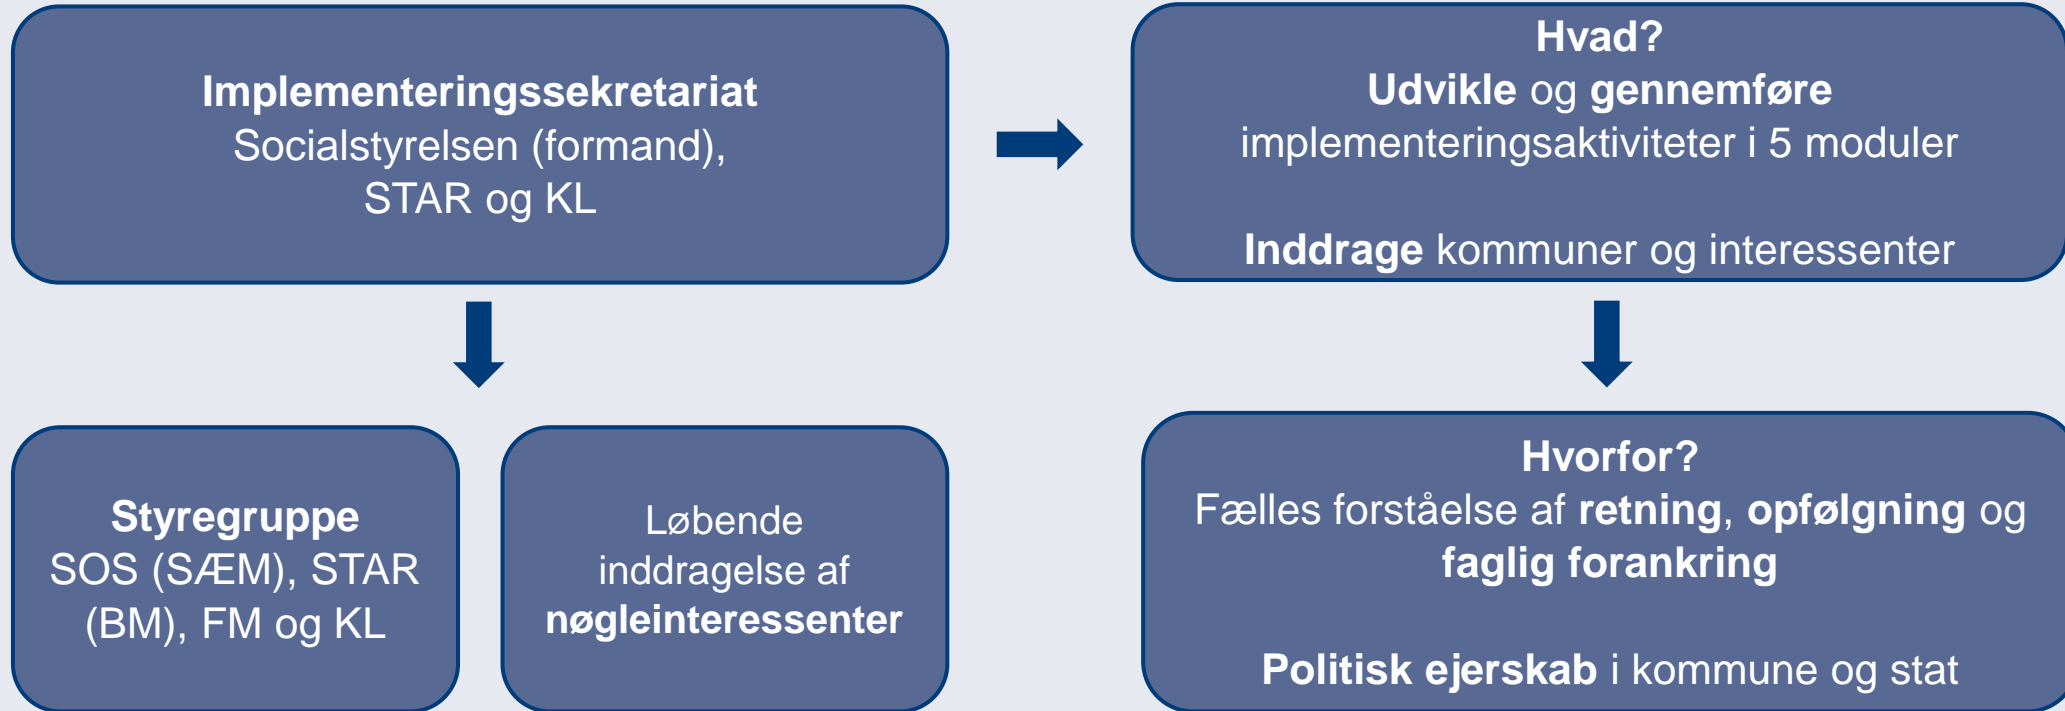 Implementeringssekretariat
Socialstyrelsen (formand),
STAR og KL
Hvad?
Udvikle og gennemføre
implementeringsaktiviteter i 5 moduler
Inddrage kommuner og interessenter
Styregruppe
SOS (SÆM), STAR
(BM), FM og KL
Løbende
inddragelse af
nøgleinteressenter
Hvorfor?
Fælles forståelse af retning, opfølgning og
faglig forankring
Politisk ejerskab i kommune og stat